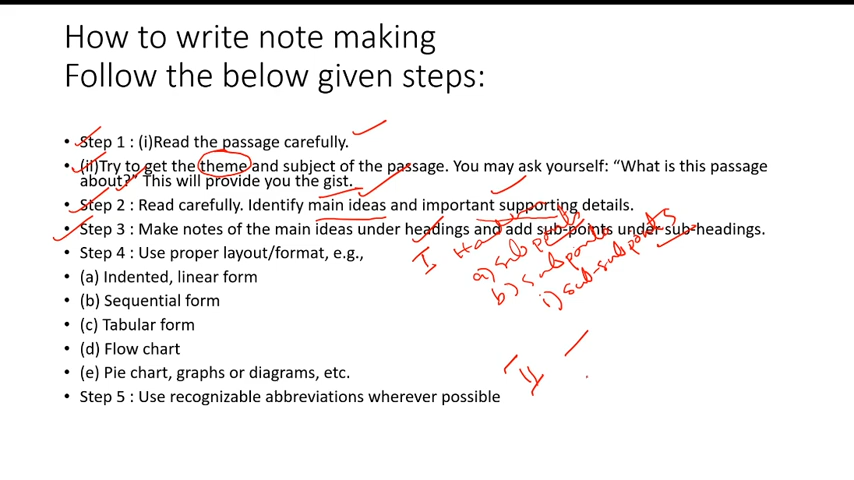 How to write note making
Follow the below given steps:
• Step 1 : (i)Read the passage carefully.
• (ii)Try to get the theme and subject of the passage. You may ask yourself: “What is this passage
about?” This will provide you the gist.
• Step 2 : Read carefully. Identify main ideas and important supporting details.
• Step 3 : Make notes of the main ideas under headings and add sub-points under sub-headings.
• Step 4 : Use proper layout/format, e.g.,
• (a) Indented, linear form
• (b) Sequential form
• (c) Tabular form
• (d) Flow chart
• (e) Pie chart, graphs or diagrams, etc.
• Step 5 : Use recognizable abbreviations wherever possible
I
a) sub points
b) sub points
i) sub-sub points
II